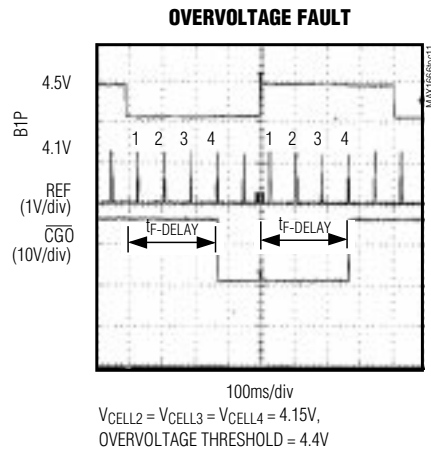 OVERVOLTAGE FAULT
MAX1666toc11
4.5V
B1P
4.1V
1 2 3 4 1 2 3 4
REF
(1V/div)
CGO
(10V/div)
tF-DELAY tF-DELAY
100ms/div
VCELL2 = VCELL3 = VCELL4 = 4.15V,
OVERVOLTAGE THRESHOLD = 4.4V